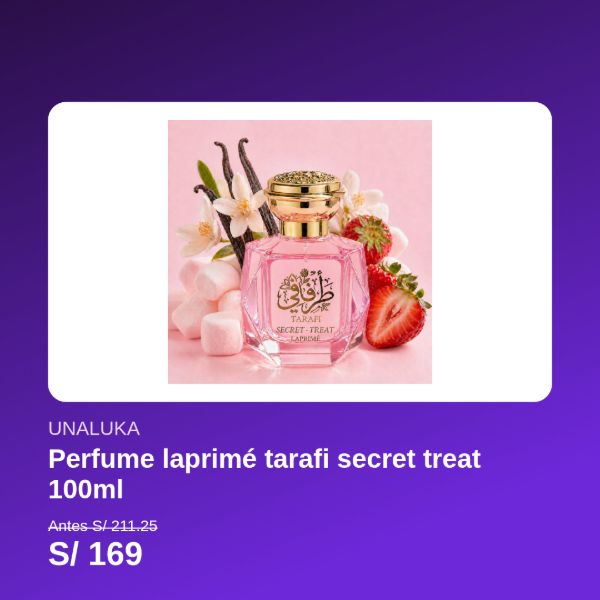 طرفي
TARAFI
SECRET - TREAT
LAPRIMÉ
UNALUKA
Perfume laprimé tarafi secret treat
100ml
Antes S/ 211.25
S/ 169